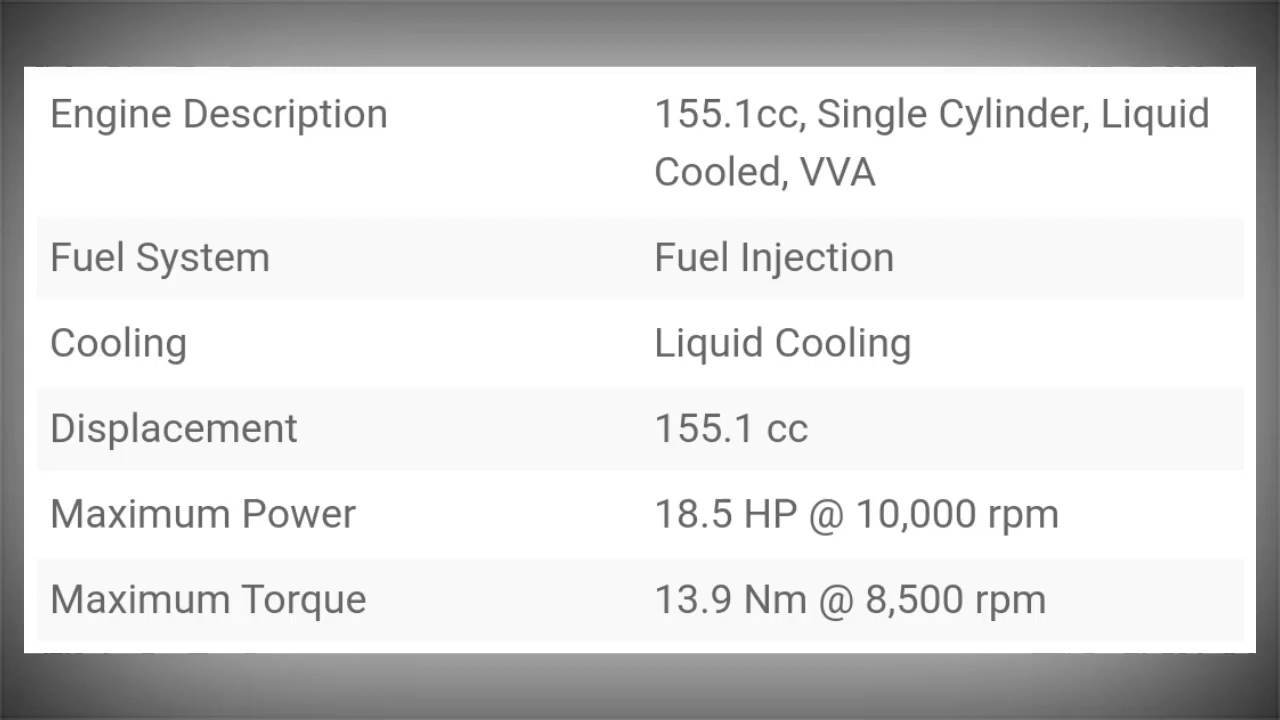 Engine Description 155.1cc, Single Cylinder, Liquid
Cooled, VVA
Fuel System Fuel Injection
Cooling Liquid Cooling
Displacement 155.1 cc
Maximum Power 18.5 HP @ 10,000 rpm
Maximum Torque 13.9 Nm @ 8,500 rpm